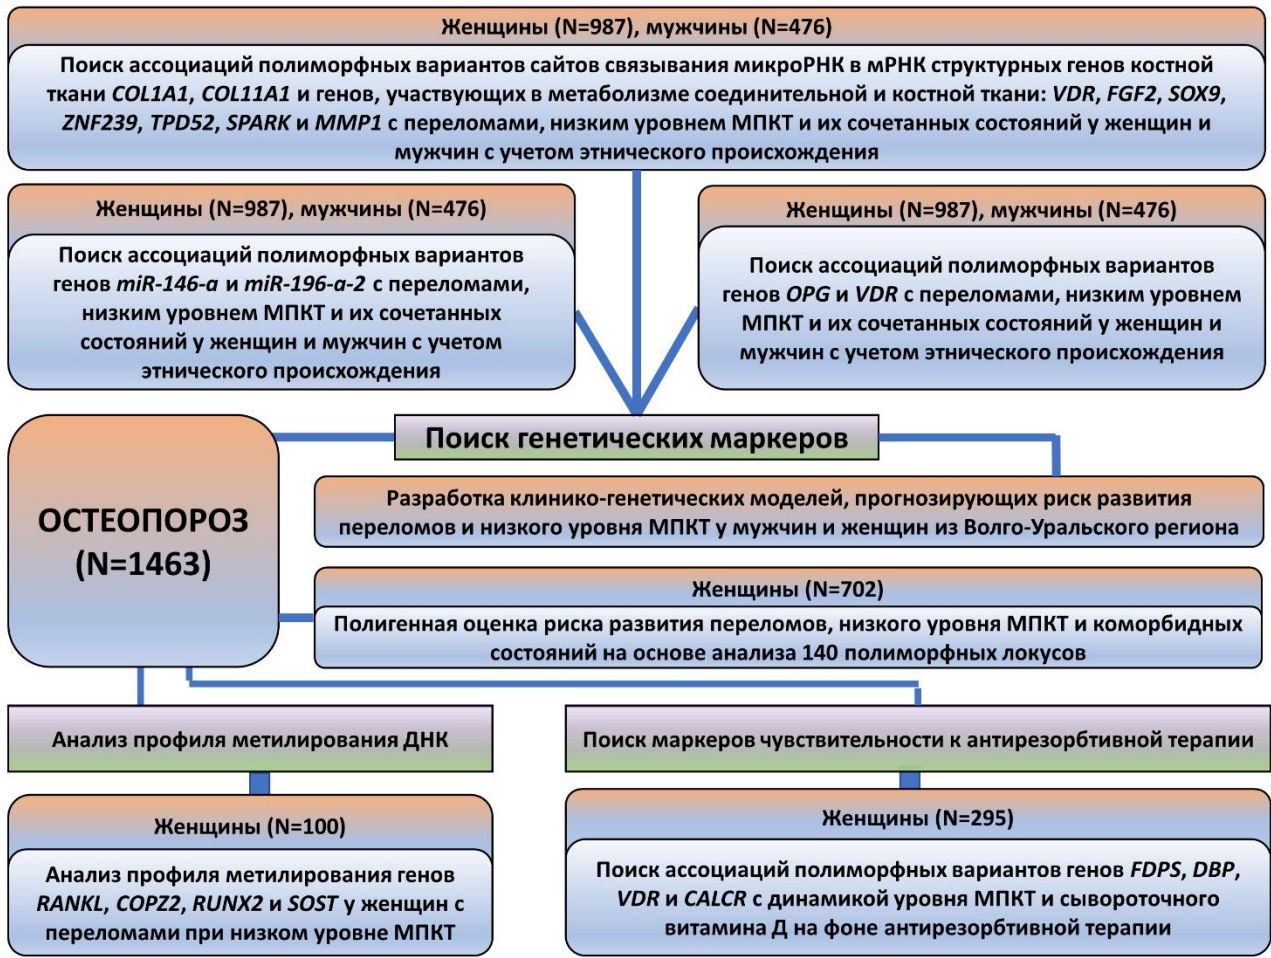 Женщины (N=987), мужчины (N=476)
Поиск ассоциаций полиморфных вариантов сайтов связывания микроРНК в мРНК структурных генов костной
ткани COL1A1, COL11A1 и генов, участвующих в метаболизме соединительной и костной ткани: VDR, FGF2, SOX9,
ZNF239, TPD52, SPARK и MMP1 с переломами, низким уровнем МПКТ и их сочетанных состояний у женщин и
мужчин с учетом этнического происхождения
Женщины (N=987), мужчины (N=476)
Поиск ассоциаций полиморфных вариантов
генов miR-146-a и miR-196-a-2 с переломами,
низким уровнем МПКТ и их сочетанных
состояний у женщин и мужчин с учетом
этнического происхождения
Женщины (N=987), мужчины (N=476)
Поиск ассоциаций полиморфных вариантов
генов OPG и VDR с переломами, низким уровнем
МПКТ и их сочетанных состояний у женщин и
мужчин с учетом этнического происхождения
Поиск генетических маркеров
ОСТЕОПОРОЗ
(N=1463)
Разработка клинико-генетических моделей, прогнозирующих риск развития
переломов и низкого уровня МПКТ у мужчин и женщин из Волго-Уральского региона
Женщины (N=702)
Полигенная оценка риска развития переломов, низкого уровня МПКТ и коморбидных
состояний на основе анализа 140 полиморфных локусов
Анализ профиля метилирования ДНК
Женщины (N=100)
Анализ профиля метилирования генов
RANKL, COPZ2, RUNX2 и SOST у женщин с
переломами при низком уровне МПКТ
Поиск маркеров чувствительности к антирезорбтивной терапии
Женщины (N=295)
Поиск ассоциаций полиморфных вариантов генов FDPS, DBP,
VDR и CALCR с динамикой уровня МПКТ и сывороточного
витамина Д на фоне антирезорбтивной терапии